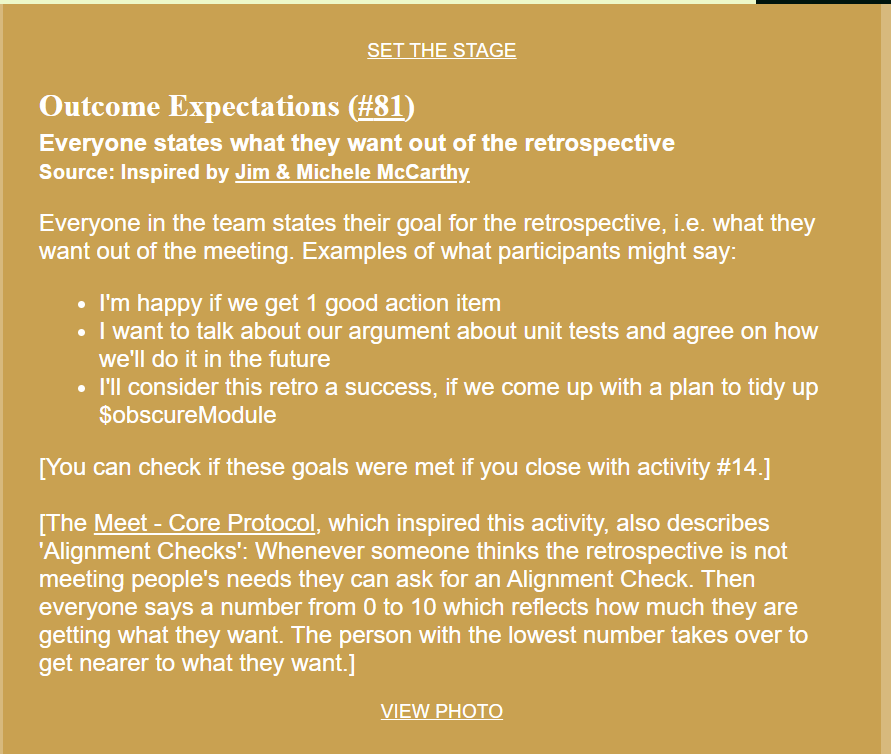 SET THE STAGE
Outcome Expectations (#81)
Everyone states what they want out of the retrospective
Source: Inspired by Jim & Michele McCarthy
Everyone in the team states their goal for the retrospective, i.e. what they
want out of the meeting. Examples of what participants might say:
• I'm happy if we get 1 good action item
• I want to talk about our argument about unit tests and agree on how
we'll do it in the future
• I'll consider this retro a success, if we come up with a plan to tidy up
$obscureModule
[You can check if these goals were met if you close with activity #14.]
[The Meet - Core Protocol, which inspired this activity, also describes
'Alignment Checks': Whenever someone thinks the retrospective is not
meeting people's needs they can ask for an Alignment Check. Then
everyone says a number from 0 to 10 which reflects how much they are
getting what they want. The person with the lowest number takes over to
get nearer to what they want.]
VIEW PHOTO